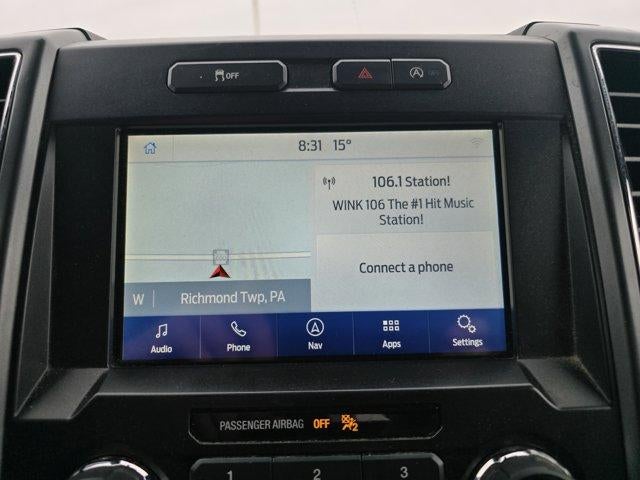 OFF
8:31 15°
106.1 Station!
WINK 106 The #1 Hit Music
Station!
Connect a phone
W | Richmond Twp, PA
Audio Phone Nav Apps Settings
PASSENGER AIRBAG OFF 2
1 2 3